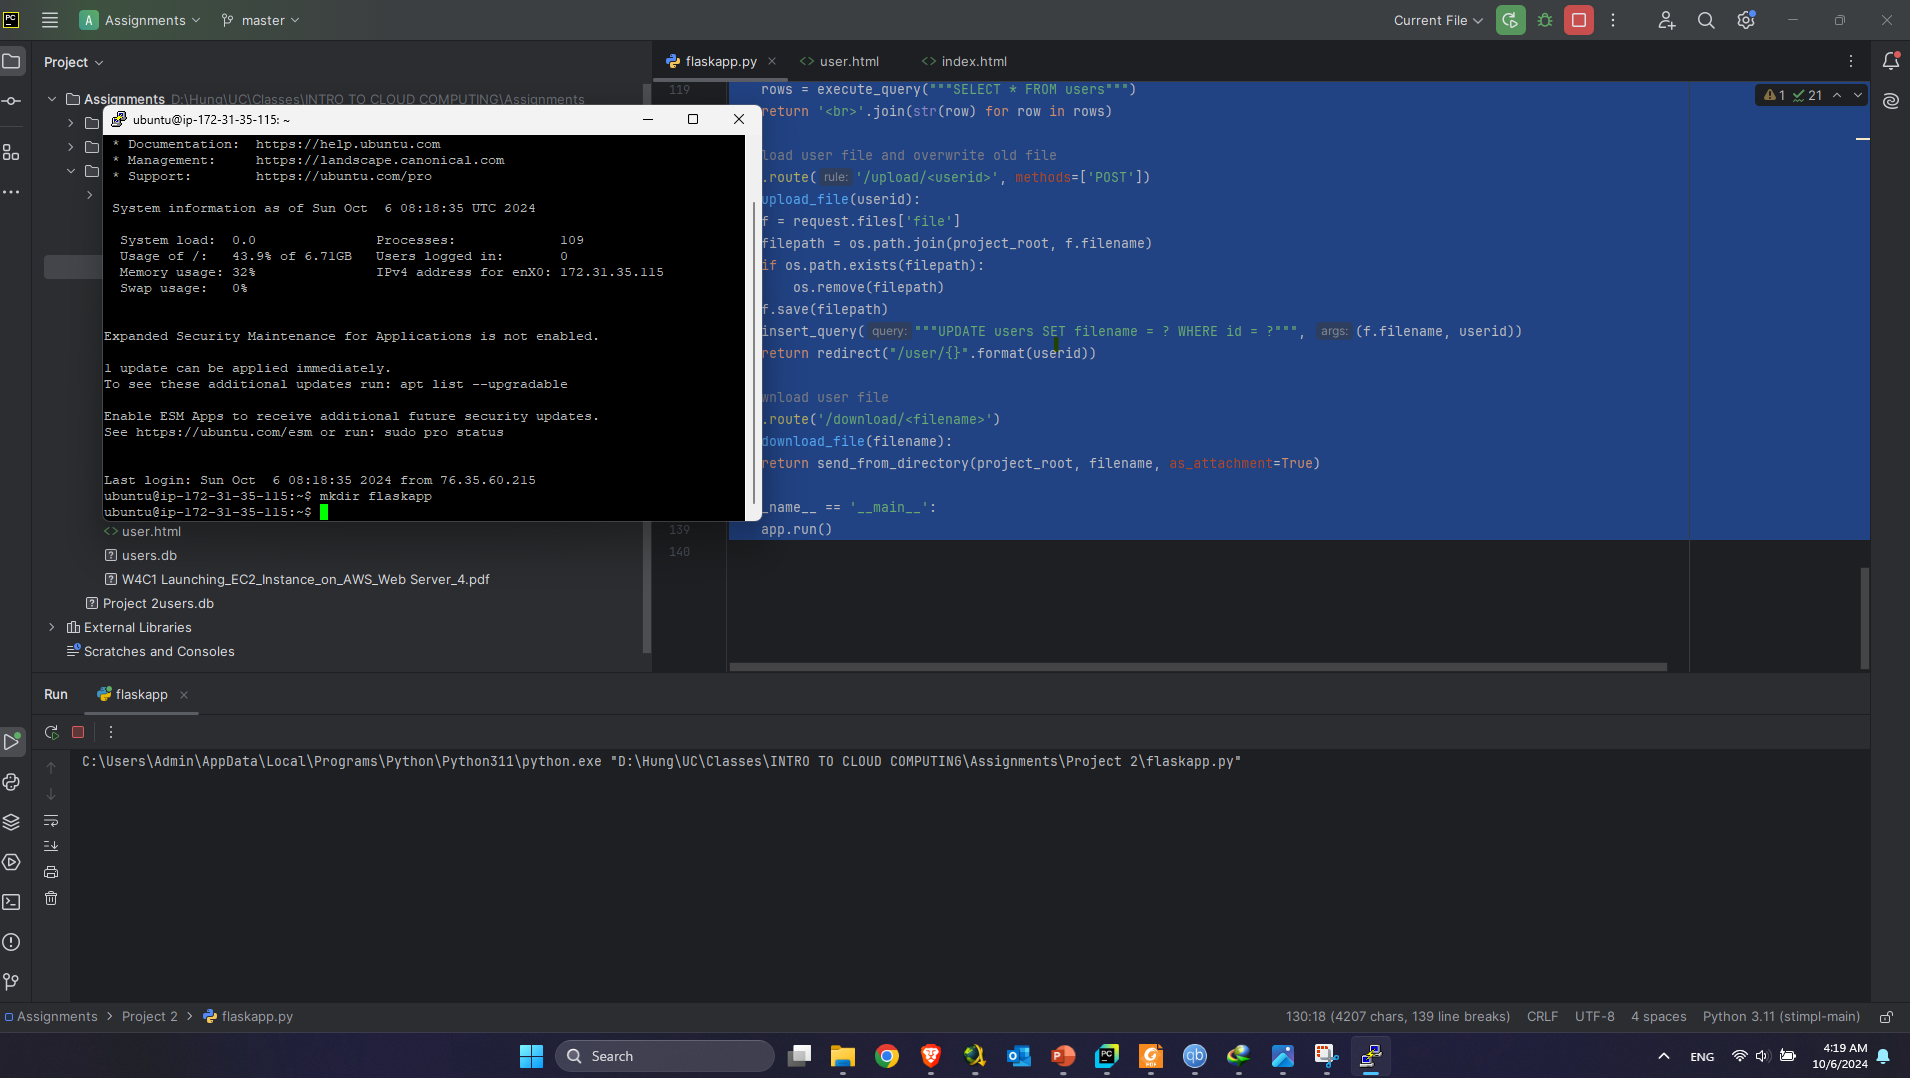 PC
A Assignments
master
Current File
Project
flaskapp.py
user.html
index.html
Assignments D:\Hung\UC\Classes\INTRO TO CLOUD COMPUTING\Assignments
ubuntu@ip-172-31-35-115: ~
* Documentation:  https://help.ubuntu.com
* Management:     https://landscape.canonical.com
* Support:        https://ubuntu.com/pro
System information as of Sun Oct  6 08:18:35 UTC 2024
System load:  0.0               Processes:             109
Usage of /:   43.9% of 6.71GB   Users logged in:       0
Memory usage: 32%               IPv4 address for enX0: 172.31.35.115
Swap usage:   0%
Expanded Security Maintenance for Applications is not enabled.
1 update can be applied immediately.
To see these additional updates run: apt list --upgradable
Enable ESM Apps to receive additional future security updates.
See https://ubuntu.com/esm or run: sudo pro status
Last login: Sun Oct  6 08:18:35 2024 from 76.35.60.215
ubuntu@ip-172-31-35-115:~$ mkdir flaskapp
ubuntu@ip-172-31-35-115:~$
119 rows = execute_query("""SELECT * FROM users""")
1 21
return '<br>'.join(str(row) for row in rows)
load user file and overwrite old file
.route( rule: '/upload/<userid>', methods=['POST'])
upload_file(userid):
f = request.files['file']
filepath = os.path.join(project_root, f.filename)
if os.path.exists(filepath):
os.remove(filepath)
f.save(filepath)
insert_query( query: """UPDATE users SET filename = ? WHERE id = ?""", args: (f.filename, userid))
return redirect("/user/{}".format(userid))
wnload user file
.route('/download/<filename>')
download_file(filename):
return send_from_directory(project_root, filename, as_attachment=True)
_name__ == '__main__':
139 app.run()
140
user.html
users.db
W4C1 Launching_EC2_Instance_on_AWS_Web Server_4.pdf
Project 2users.db
External Libraries
Scratches and Consoles
Run
flaskapp
C:\Users\Admin\AppData\Local\Programs\Python\Python311\python.exe "D:\Hung\UC\Classes\INTRO TO CLOUD COMPUTING\Assignments\Project 2\flaskapp.py"
Assignments > Project 2 > flaskapp.py
130:18 (4207 chars, 139 line breaks)
CRLF
UTF-8
4 spaces
Python 3.11 (stimpl-main)
Search
ENG
4:19 AM
10/6/2024